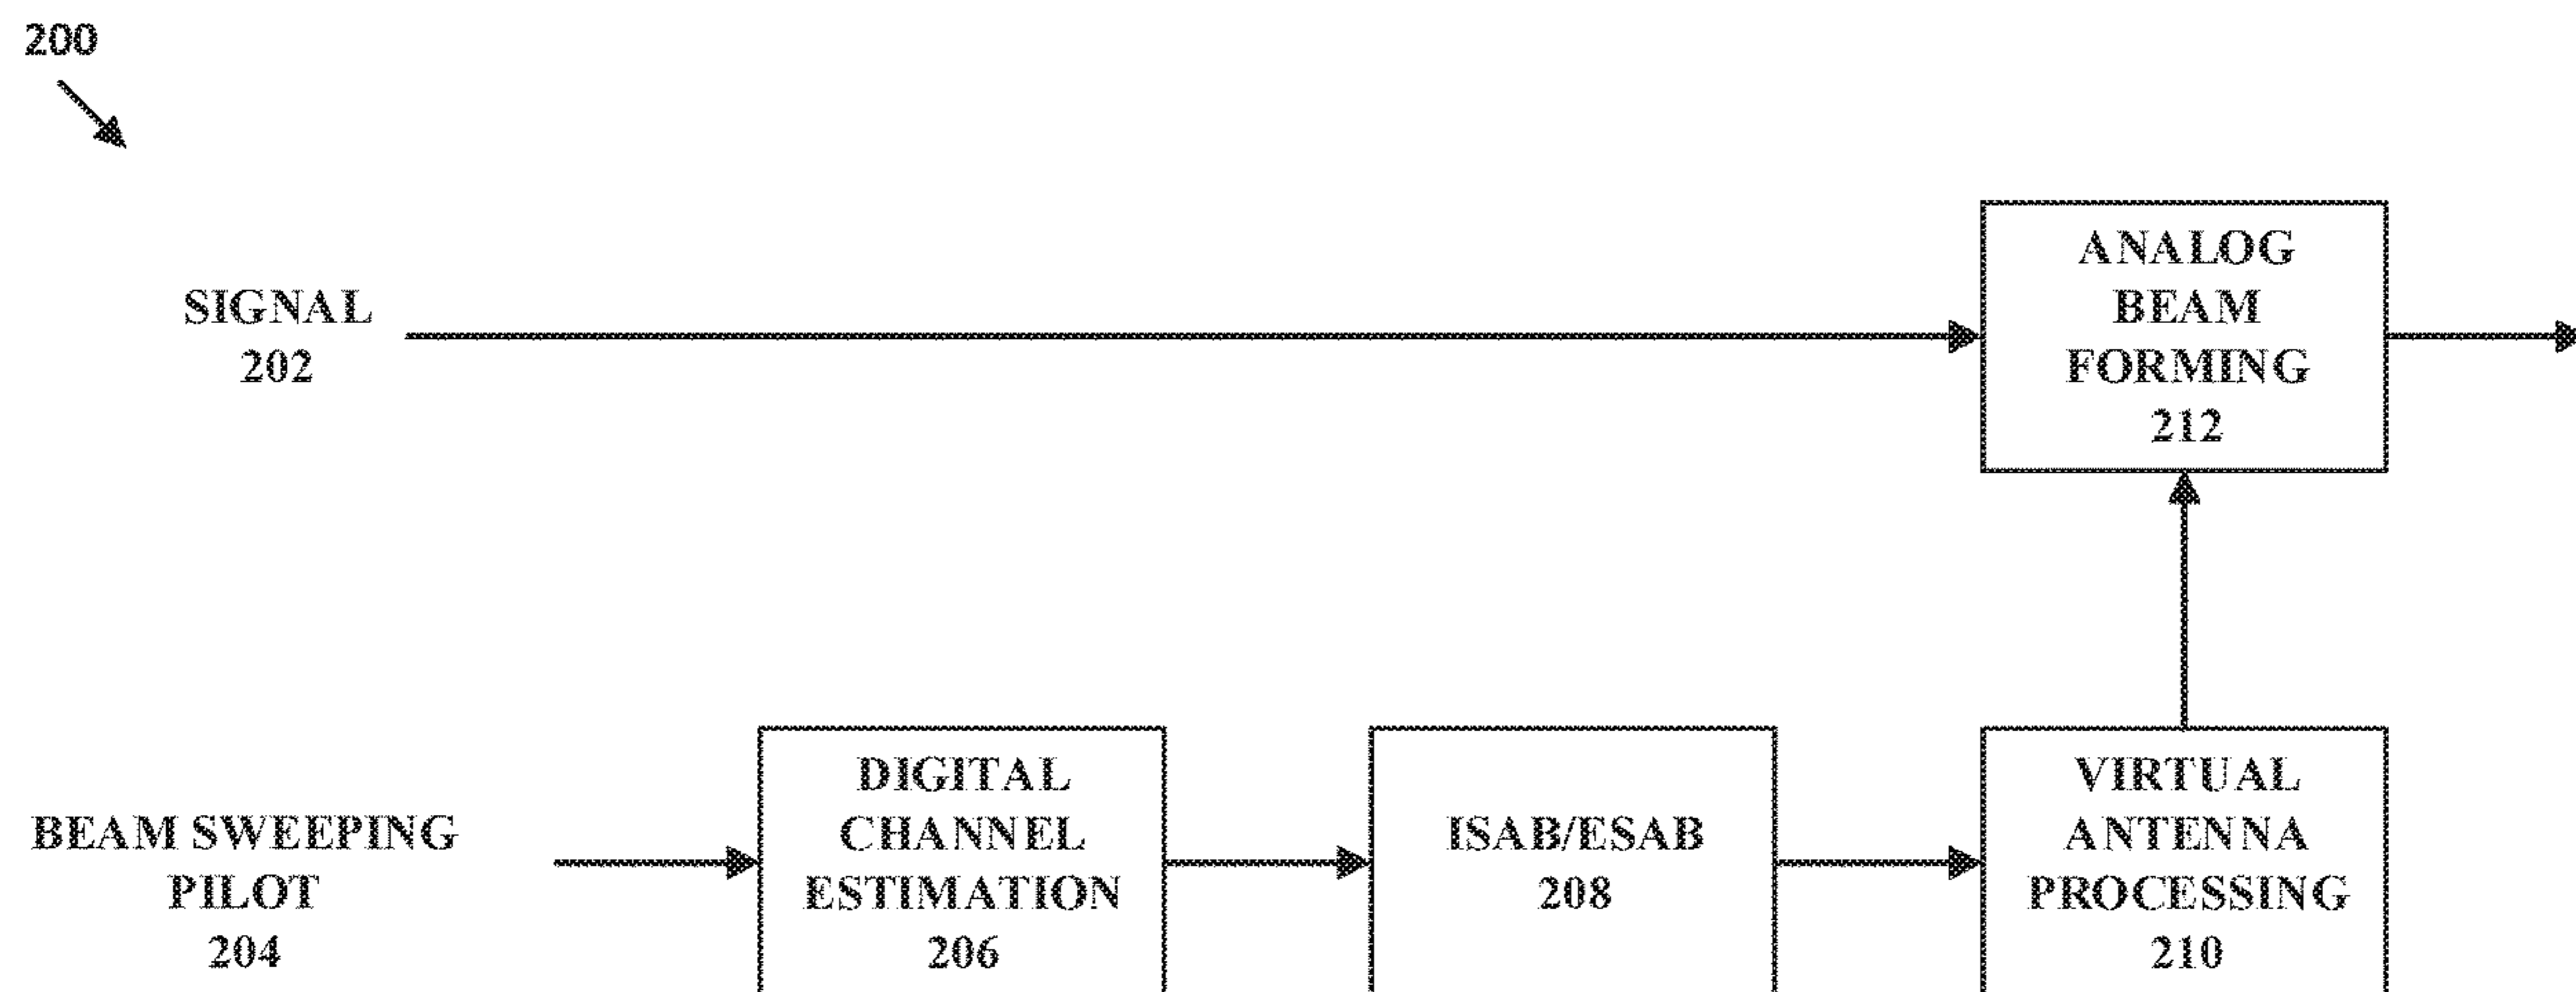 200
SIGNAL
202
ANALOG
BEAM
FORMING
212
BEAM SWEEPING
PILOT
204
DIGITAL
CHANNEL
ESTIMATION
206
ISAB/ESAB
208
VIRTUAL
ANTENNA
PROCESSING
210